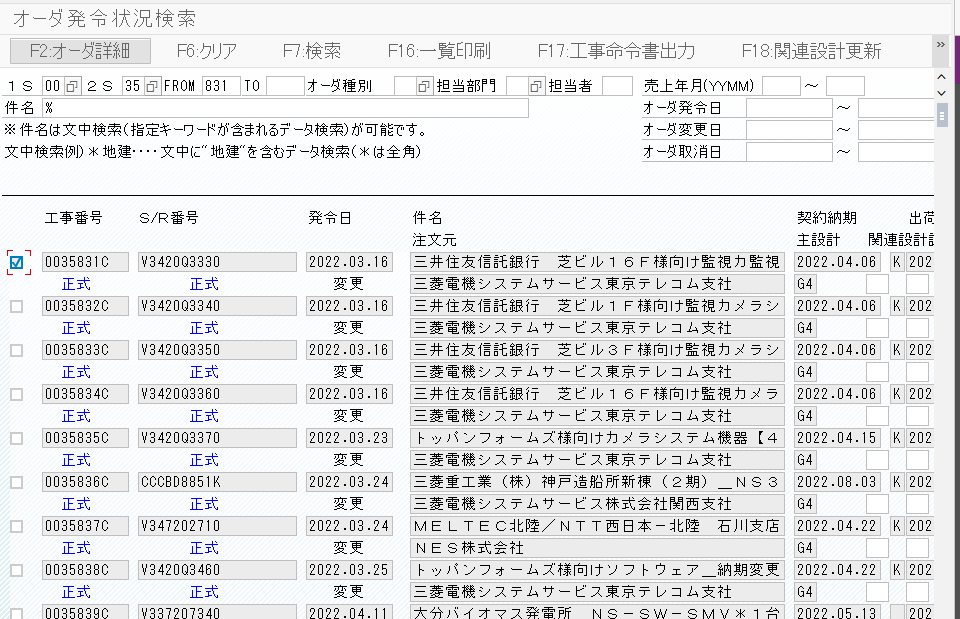 オーダ発令状況検索
F2:オーダ詳細 F6:クリア F7:検索 F16:一覧印刷 F17:工事命令書出力 F18:関連設計更新 »
1S 00 2S 35 FROM 831 TO オーダ種別 担当部門 担当者 売上年月(YYMM) ～
件名 % オーダ発令日 ～
※件名は文中検索(指定キーワードが含まれるデータ検索)が可能です。 オーダ変更日 ～
文中検索例)＊地建････文中に“地建“を含むデータ検索(＊は全角) オーダ取消日 ～
工事番号 S/R番号 発令日 件名 契約納期 出荷
注文元 主設計 関連設計
0035831C V3420Q3330 2022.03.16 三井住友信託銀行　芝ビル１６Ｆ様向け監視カ監視 2022.04.06 K 202
正式 正式 変更 三菱電機システムサービス東京テレコム支社 G4
0035832C V3420Q3340 2022.03.16 三井住友信託銀行　芝ビル１Ｆ様向け監視カメラシ 2022.04.06 K 202
正式 正式 変更 三菱電機システムサービス東京テレコム支社 G4
0035833C V3420Q3350 2022.03.16 三井住友信託銀行　芝ビル３Ｆ様向け監視カメラシ 2022.04.06 K 202
正式 正式 変更 三菱電機システムサービス東京テレコム支社 G4
0035834C V3420Q3360 2022.03.16 三井住友信託銀行　芝ビル１６Ｆ様向け監視カメラ 2022.04.06 K 202
正式 正式 変更 三菱電機システムサービス東京テレコム支社 G4
0035835C V3420Q3370 2022.03.23 トッパンフォームズ様向けカメラシステム機器【４ 2022.04.15 K 202
正式 正式 変更 三菱電機システムサービス東京テレコム支社 G4
0035836C CCCBD8851K 2022.03.24 三菱重工業（株）神戸造船所新棟（２期）＿ＮＳ３ 2022.08.03 K 202
正式 正式 変更 三菱電機システムサービス株式会社関西支社 G4
0035837C V347202710 2022.03.24 ＭＥＬＴＥＣ北陸／ＮＴＴ西日本－北陸　石川支店 2022.04.22 K 202
正式 正式 変更 ＮＥＳ株式会社 G4
0035838C V3420Q3460 2022.03.25 トッパンフォームズ様向けソフトウェア＿納期変更 2022.04.22 K 202
正式 正式 変更 三菱電機システムサービス東京テレコム支社 G4
0035839C V337207340 2022.04.11 大分バイオマス発電所　ＮＳ－ＳＷ－ＳＭＶ＊１台 2022.05.13 202